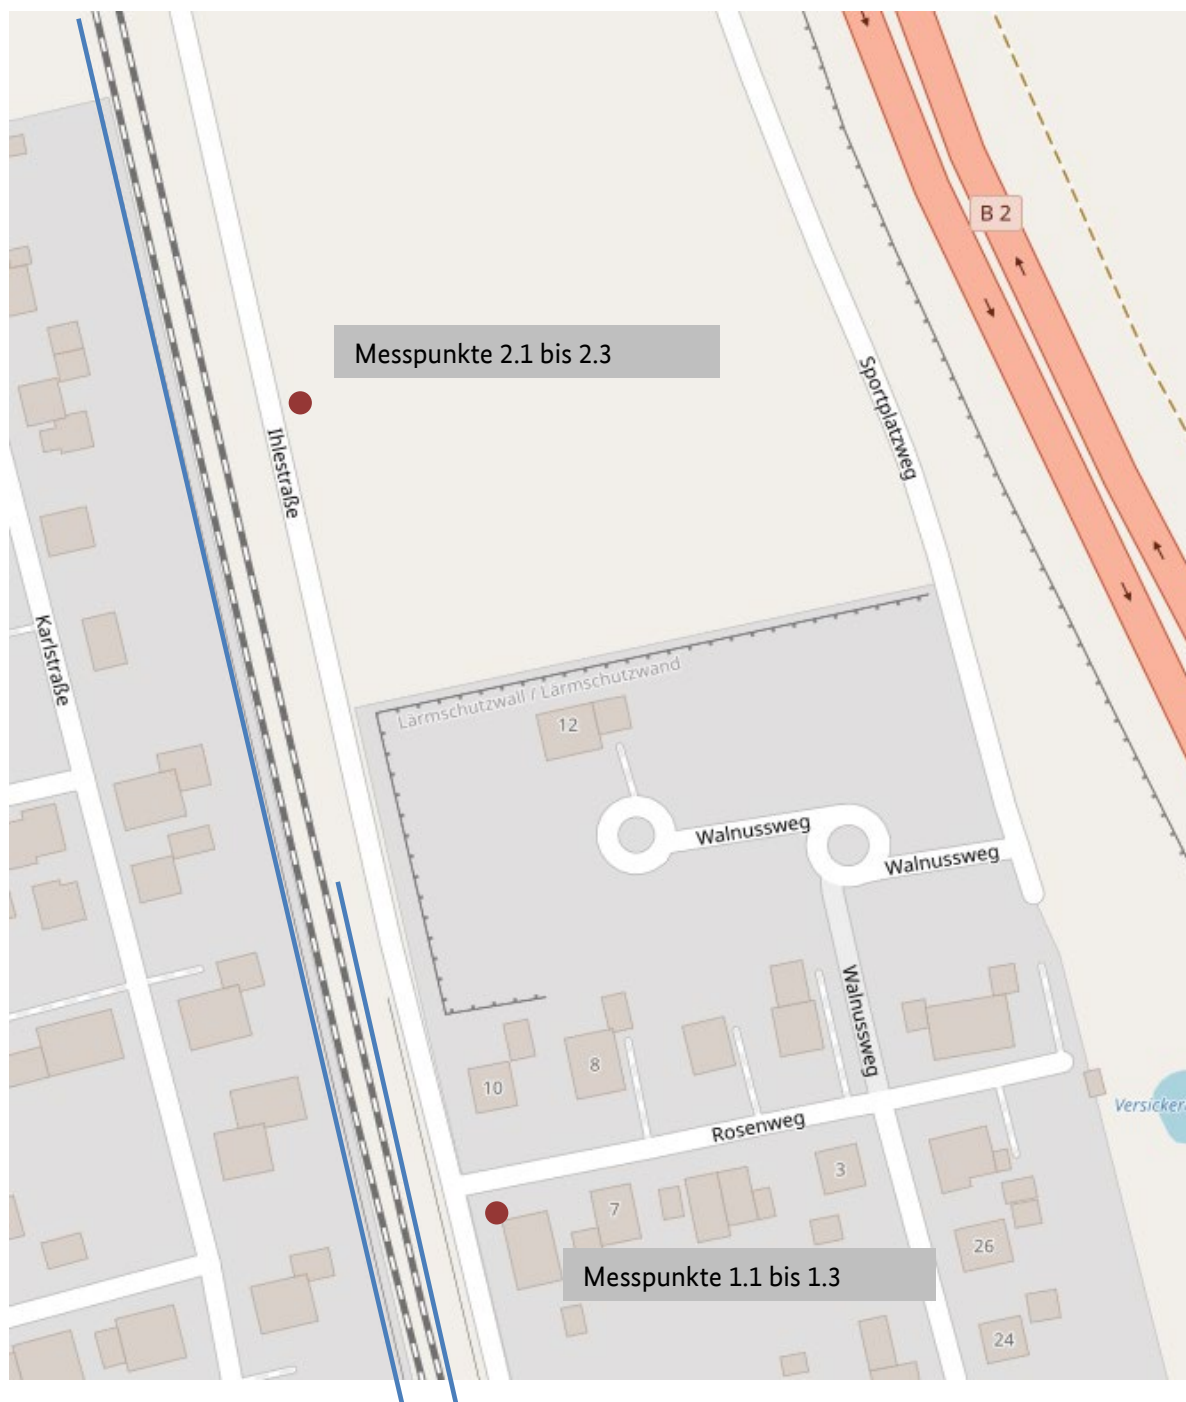 B 2
Messpunkte 2.1 bis 2.3
Sportplatzweg
Ihlestraße
Karlstraße
Lärmschutzwall / Lärmschutzwand
12
Walnussweg
Walnussweg
Walnussweg
8
10
Versicker
Rosenweg
3
7
26
Messpunkte 1.1 bis 1.3
24